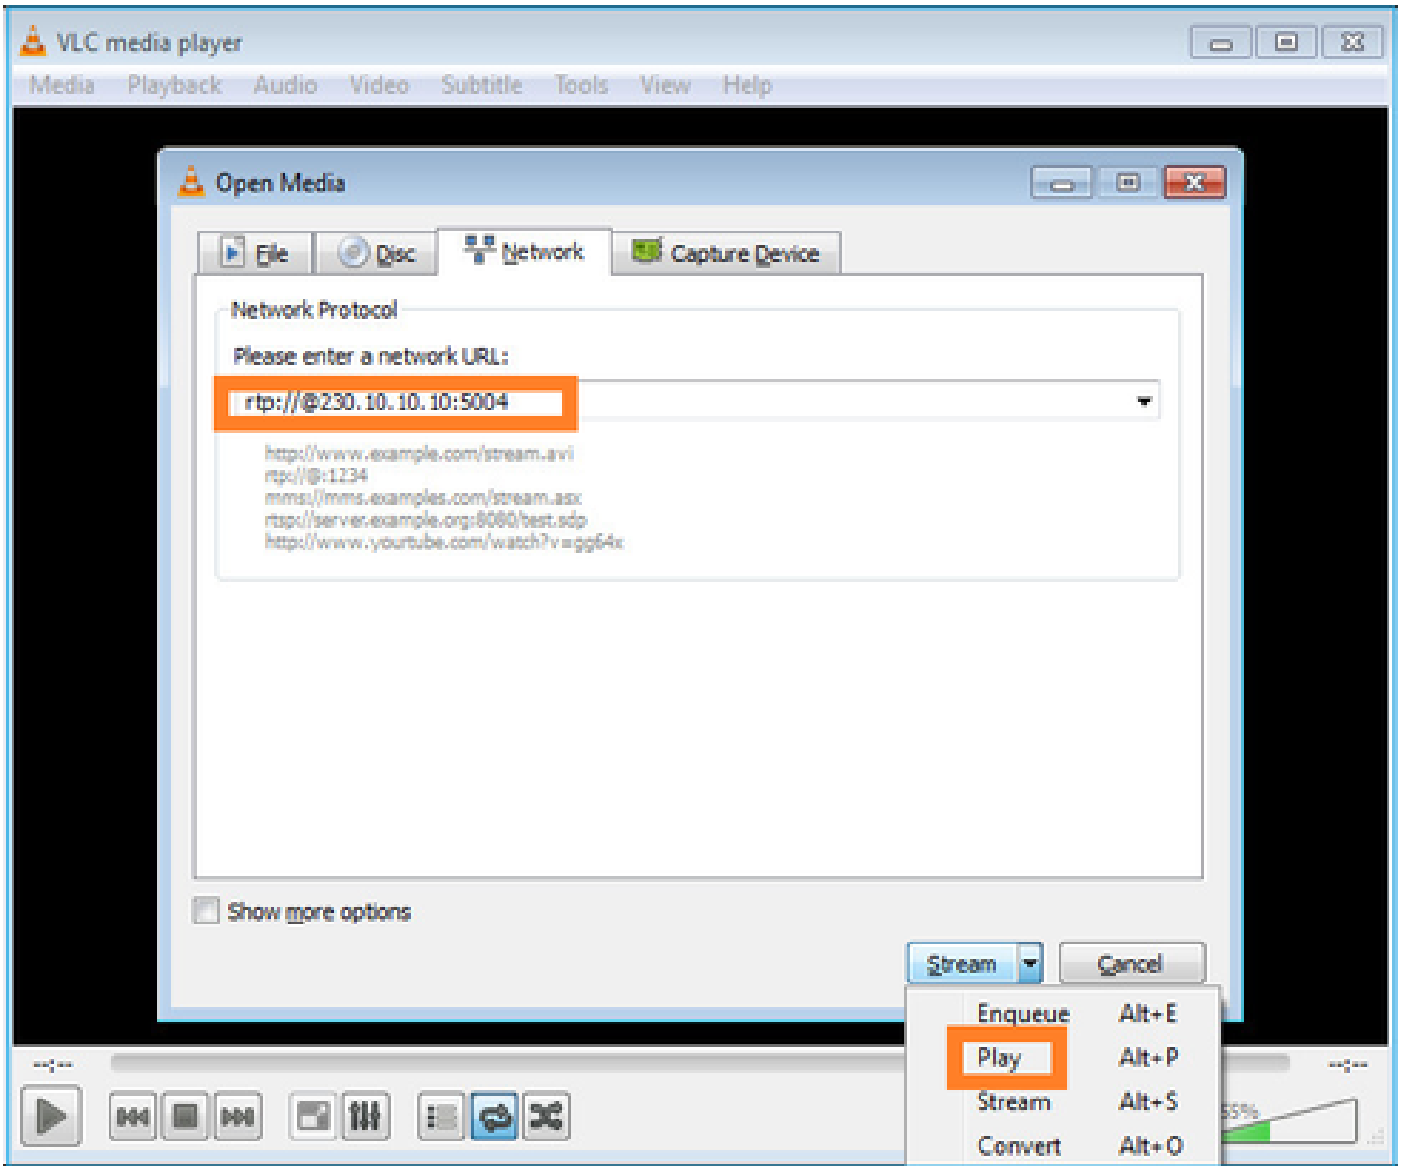 VLC media player
Media Playback Audio Video Subtitle Tools View Help
Open Media
File Disc Network Capture Device
Network Protocol
Please enter a network URL:
rtp://@230.10.10.10:5004
http://www.example.com/stream.avi
rtp://@:1234
mms://mms.examples.com/stream.asx
rtsp://server.example.org:8080/test.sdp
http://www.yourtube.com/watch?v=gg64x
Show more options
Stream Cancel
Enqueue Alt+E
--:-- Play Alt+P --:--
Stream Alt+S
55%
Convert Alt+O